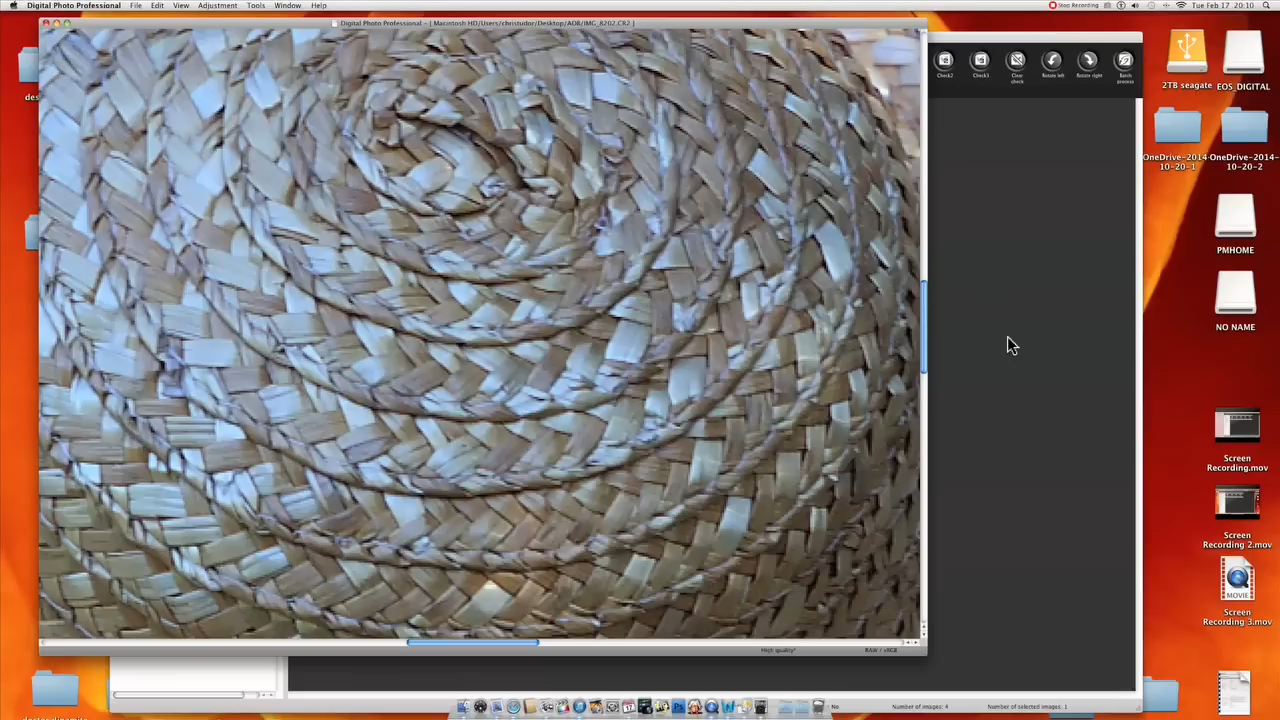 Digital Photo Professional File Edit View Adjustment Tools Window Help Stop Recording Tue Feb 17 20:10
Digital Photo Professional - [ Macintosh HD/Users/christudor/Desktop/AD8/IMG_8202.CR2 ]
Check2 Check3 Clear check Rotate left Rotate right Batch process
2TB seagate EOS_DIGITAL
OneDrive-2014-10-20-1 OneDrive-2014-10-20-2
PMHOME
NO NAME
Screen Recording.mov
Screen Recording 2.mov
MOVIE
Screen Recording 3.mov
High quality* RAW / sRGB
No Number of images: 4 Number of selected images: 1